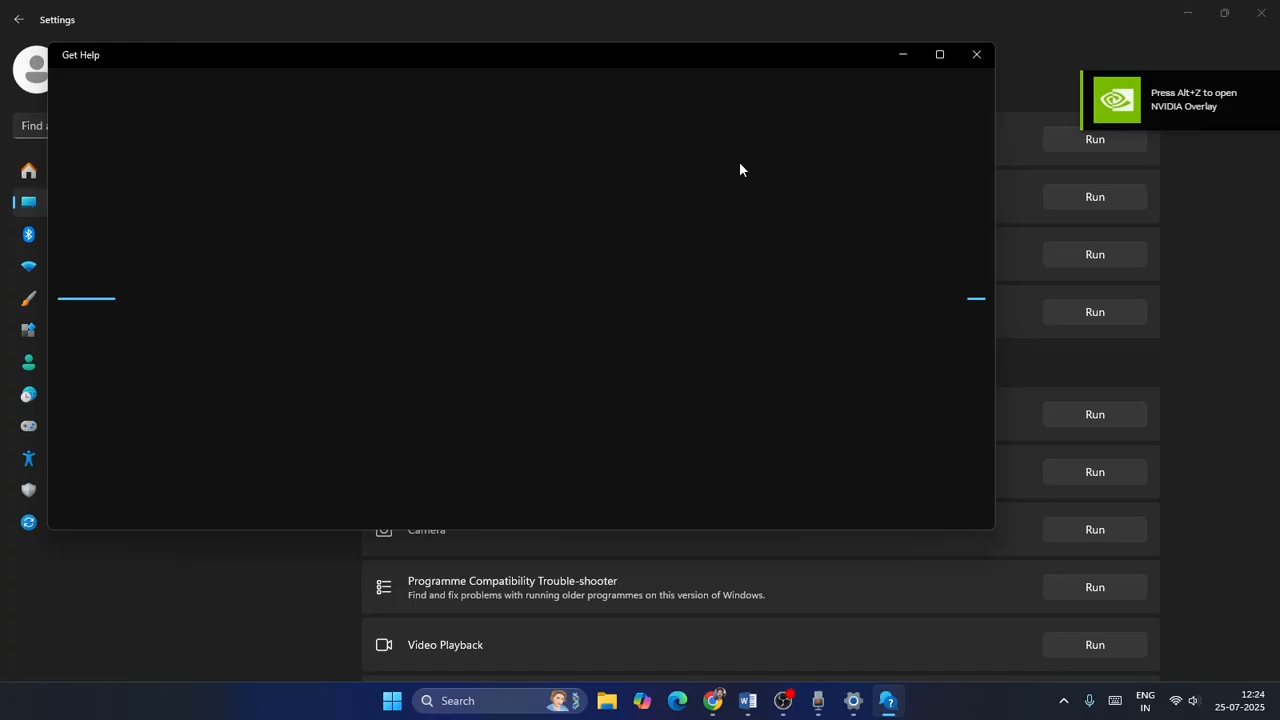 Settings
Get Help
Press Alt+Z to open
NVIDIA Overlay
Find a
Run
Run
Run
Run
Run
Run
Camera
Run
Programme Compatibility Trouble-shooter
Find and fix problems with running older programmes on this version of Windows.
Run
Video Playback
Run
Search
ENG
IN
12:24
25-07-2025